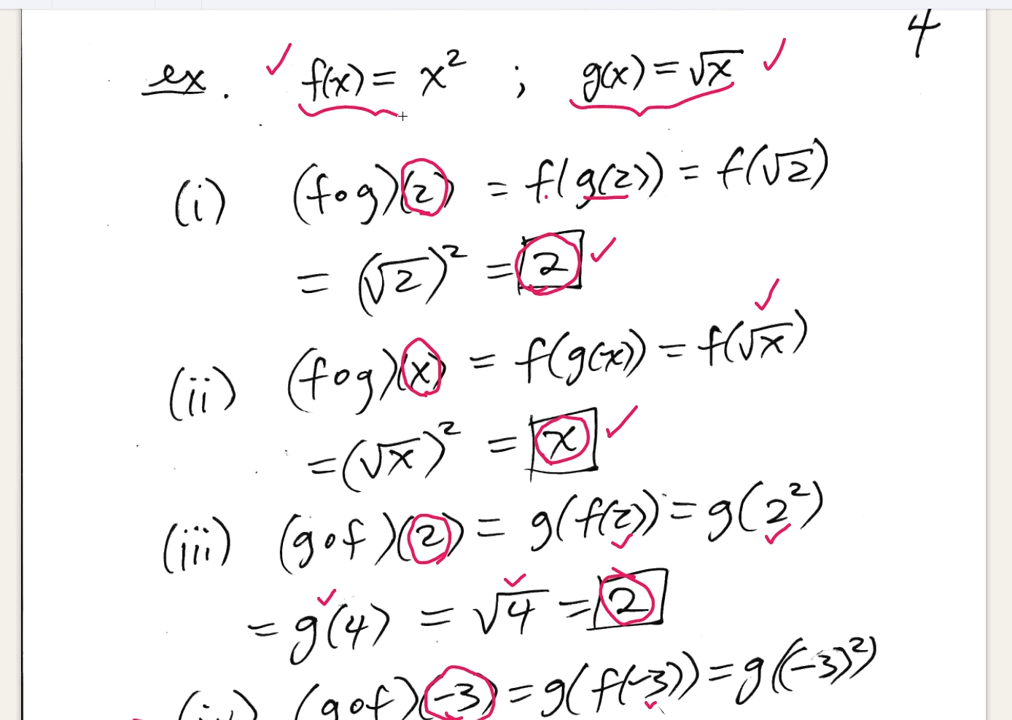 4
ex. f(x) = x² ; g(x) = √x
(i) (f∘g)(2) = f(g(2)) = f(√2)
= (√2)² = 2
(ii) (f∘g)(x) = f(g(x)) = f(√x)
= (√x)² = x
(iii) (g∘f)(2) = g(f(2)) = g(2²)
= g(4) = √4 = 2
(iv) (g∘f)(-3) = g(f(-3)) = g((-3)²)